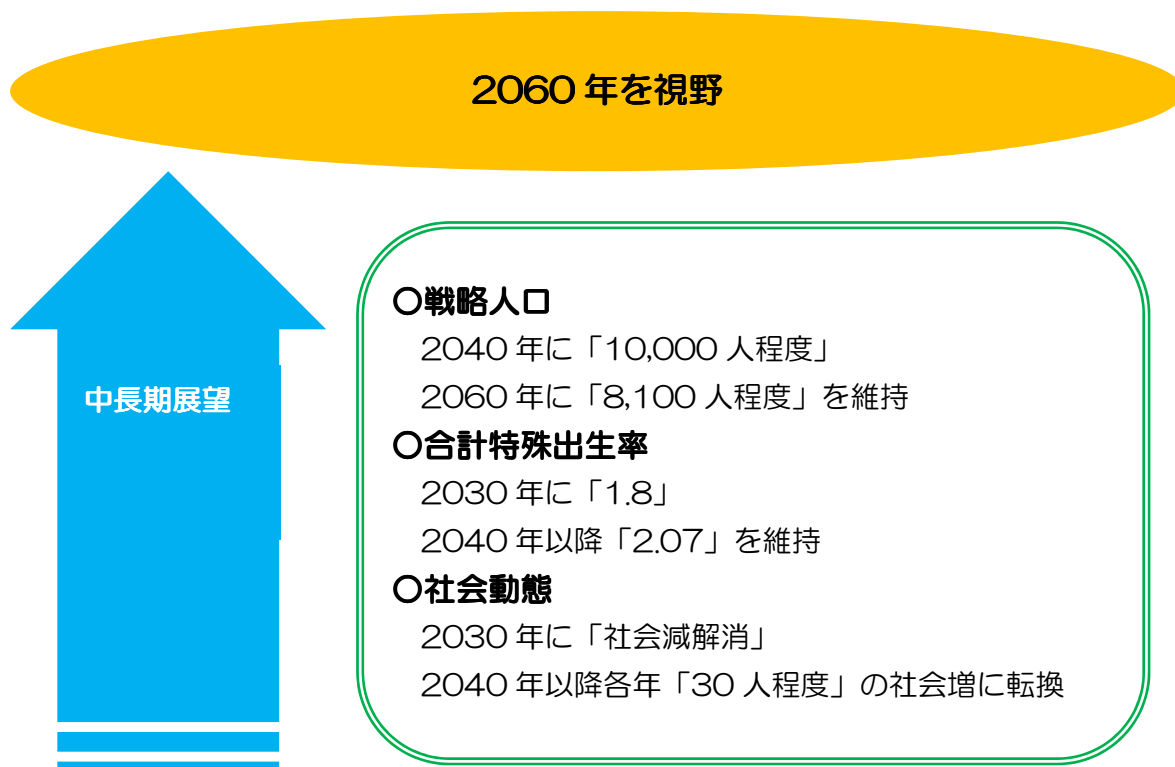 2060 年を視野
中長期展望
〇戦略人口
2040 年に「10,000 人程度」
2060 年に「8,100 人程度」を維持
〇合計特殊出生率
2030 年に「1.8」
2040 年以降「2.07」を維持
〇社会動態
2030 年に「社会減解消」
2040 年以降各年「30 人程度」の社会増に転換